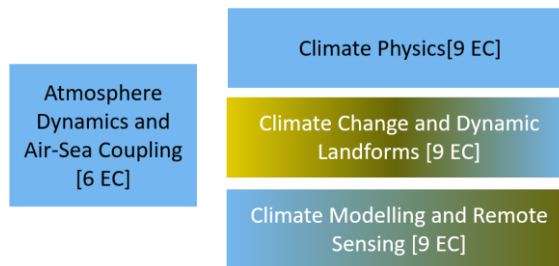 Atmosphere
Dynamics and
Air-Sea Coupling
[6 EC]
Climate Physics[9 EC]
Climate Change and Dynamic
Landforms [9 EC]
Climate Modelling and Remote
Sensing [9 EC]